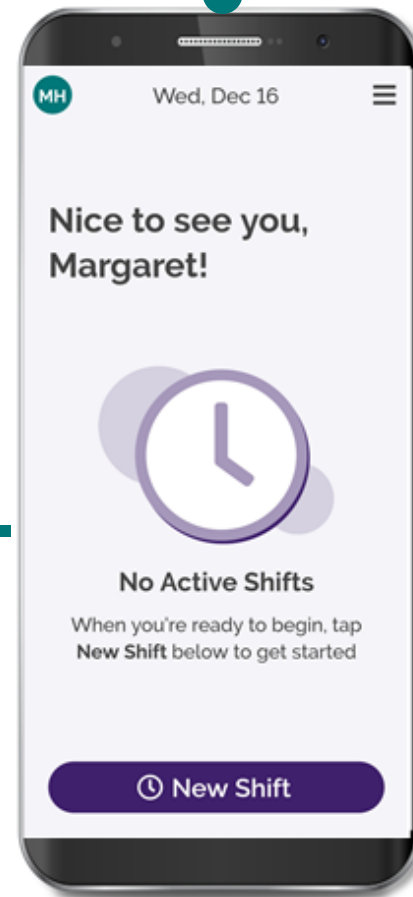 MH
Wed, Dec 16
Nice to see you,
Margaret!
No Active Shifts
When you're ready to begin, tap
New Shift below to get started
New Shift